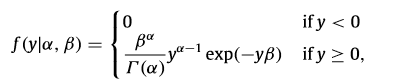 f(y|α, β) = { 0 if y < 0
β^α / Γ(α) y^{α−1} exp(−yβ) if y ≥ 0,